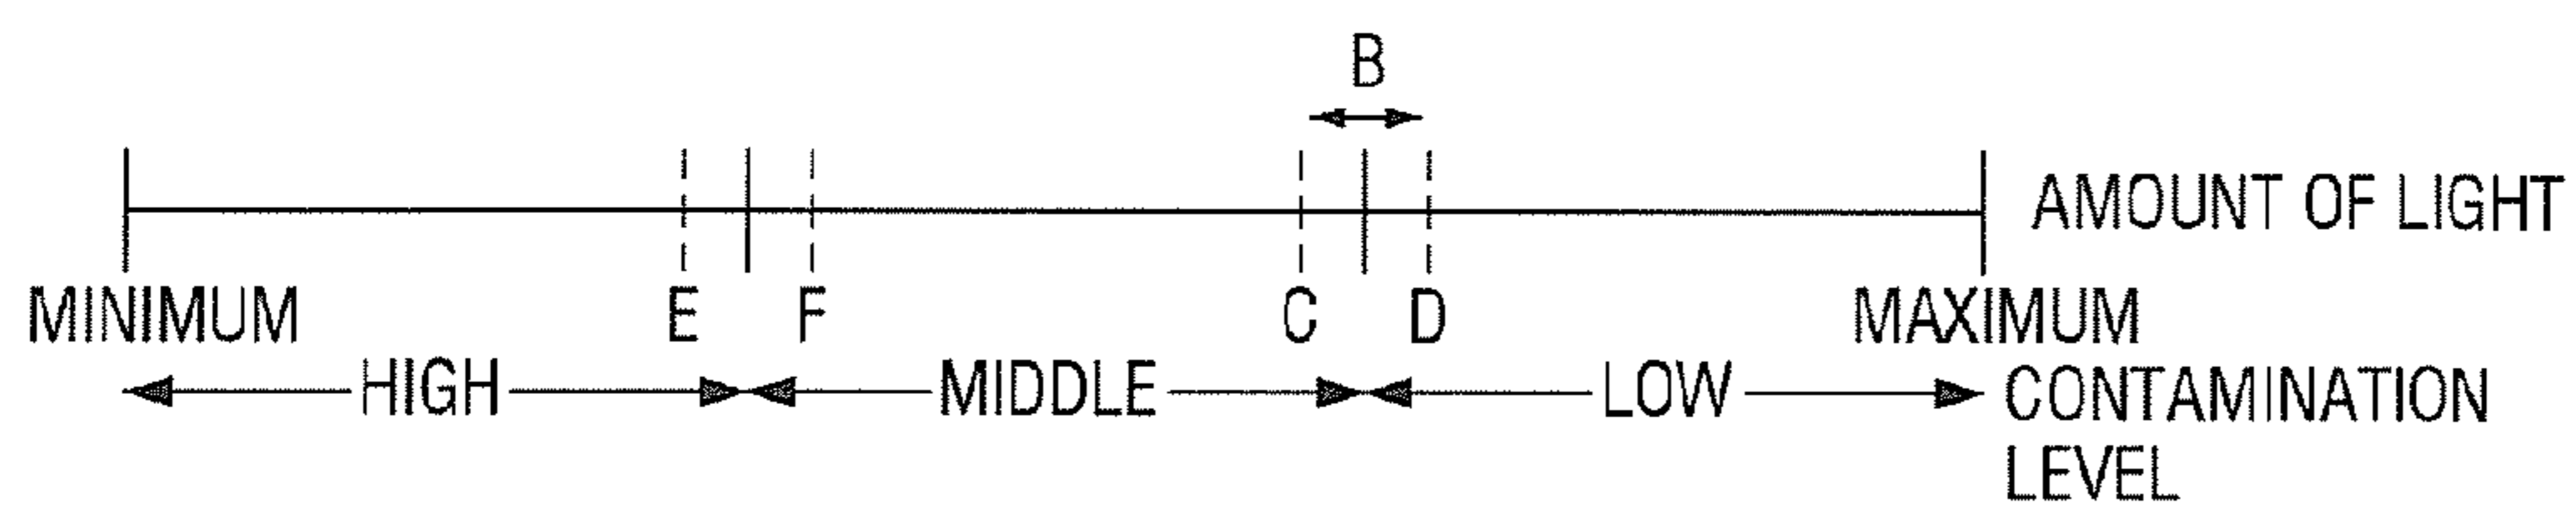 B
AMOUNT OF LIGHT
MINIMUM E F C D MAXIMUM
HIGH MIDDLE LOW CONTAMINATION
LEVEL